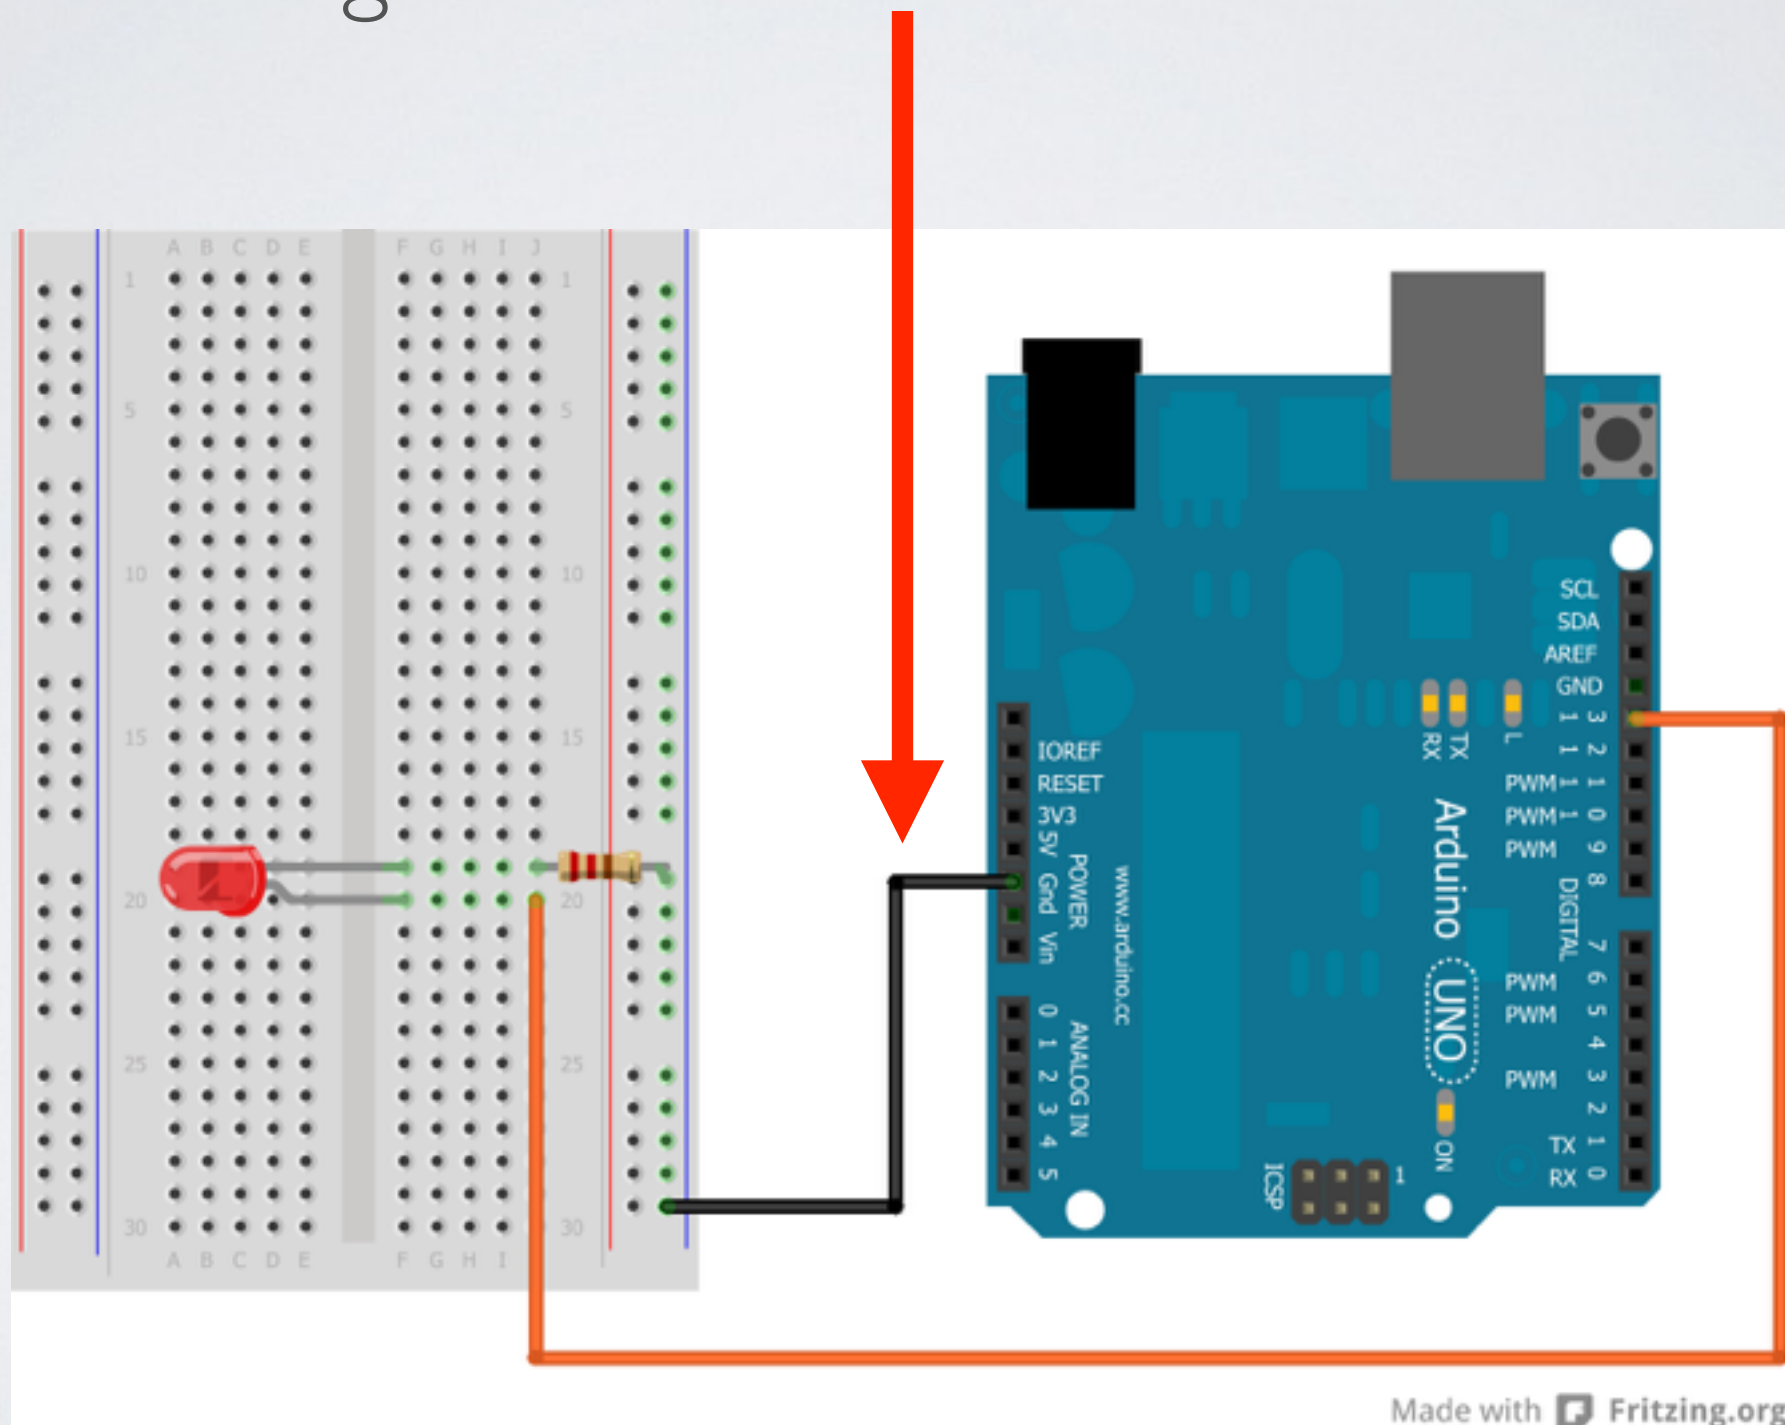 A B C D E F G H I J
1 1
5 5
10 10
15 15
20 20
25 25
30 30
A B C D E F G H I
SCL
SDA
AREF
GND
13
12
PWM 11
PWM 10
PWM 9
8
DIGITAL
7
PWM 6
PWM 5
4
PWM 3
2
TX 1
RX 0
RX TX L
Arduino UNO
ON
IOREF
RESET
3V3
5V Gnd Vin
POWER
www.arduino.cc
0 1 2 3 4 5
ANALOG IN
ICSP
1
Made with Fritzing.org